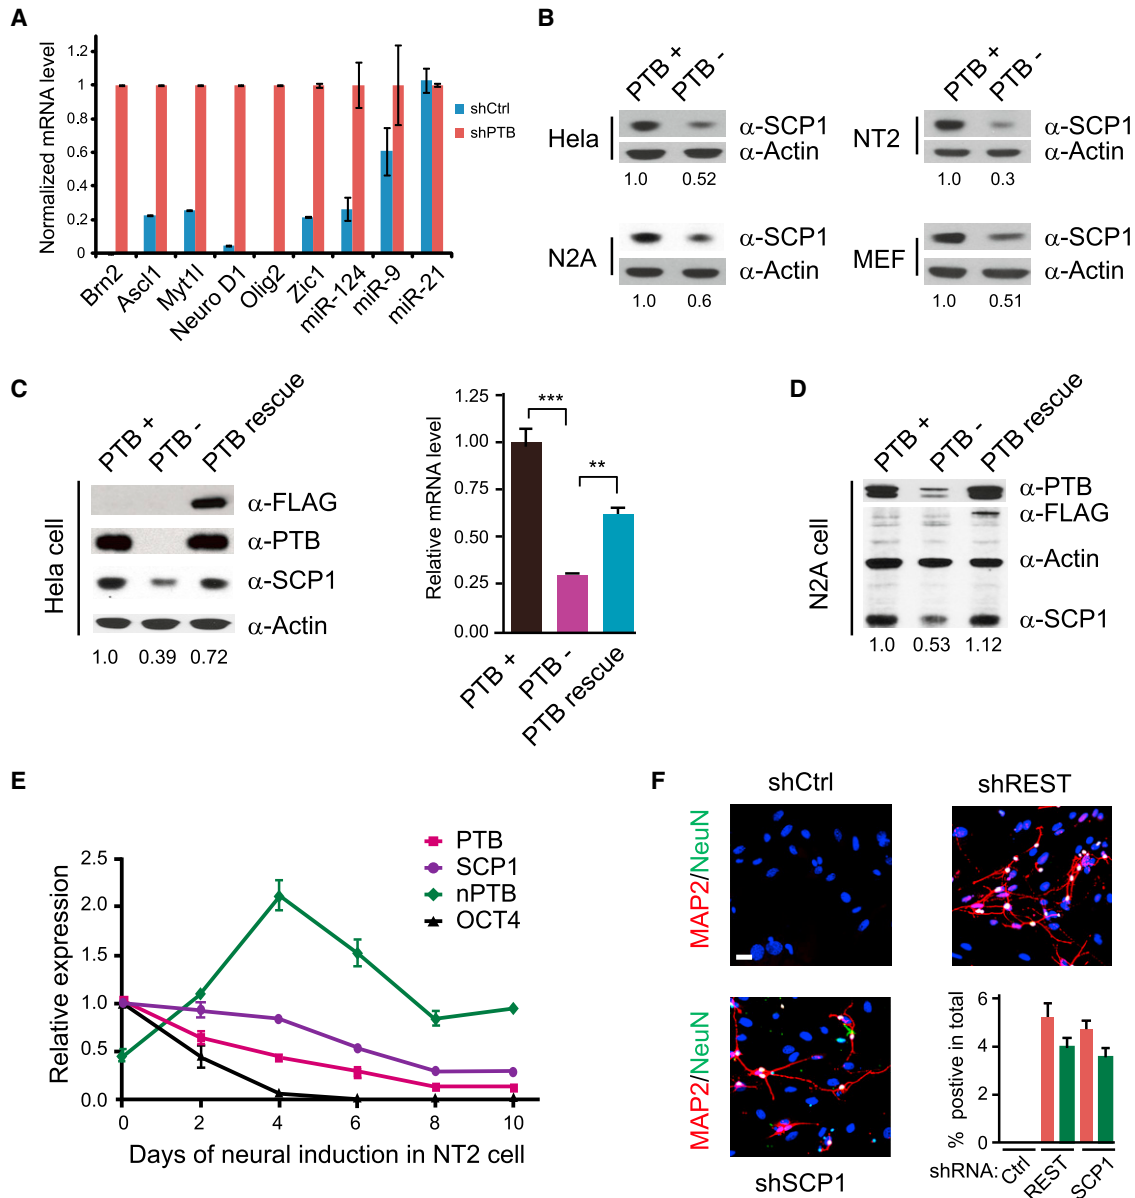 A
Normalized mRNA level
1.2
1
0.8
0.6
0.4
0.2
0
shCtrl
shPTB
Brn2
Ascl1
Myt1l
Neuro D1
Olig2
Zic1
miR-124
miR-9
miR-21
B
PTB +
PTB -
Hela
α-SCP1
α-Actin
1.0 0.52
PTB +
PTB -
NT2
α-SCP1
α-Actin
1.0 0.3
N2A
α-SCP1
α-Actin
1.0 0.6
MEF
α-SCP1
α-Actin
1.0 0.51
C
PTB +
PTB -
PTB rescue
Hela cell
α-FLAG
α-PTB
α-SCP1
α-Actin
1.0 0.39 0.72
Relative mRNA level
1.25
1.00
0.75
0.50
0.25
0.00
***
**
PTB +
PTB -
PTB rescue
D
PTB +
PTB -
PTB rescue
N2A cell
α-PTB
α-FLAG
α-Actin
α-SCP1
1.0 0.53 1.12
E
PTB
SCP1
nPTB
OCT4
Relative expression
2.5
2.0
1.5
1.0
0.5
0.0
0 2 4 6 8 10
Days of neural induction in NT2 cell
F
shCtrl
shREST
MAP2/NeuN
MAP2/NeuN
shSCP1
% postive in total
6
4
2
0
shRNA:
Ctrl
REST
SCP1